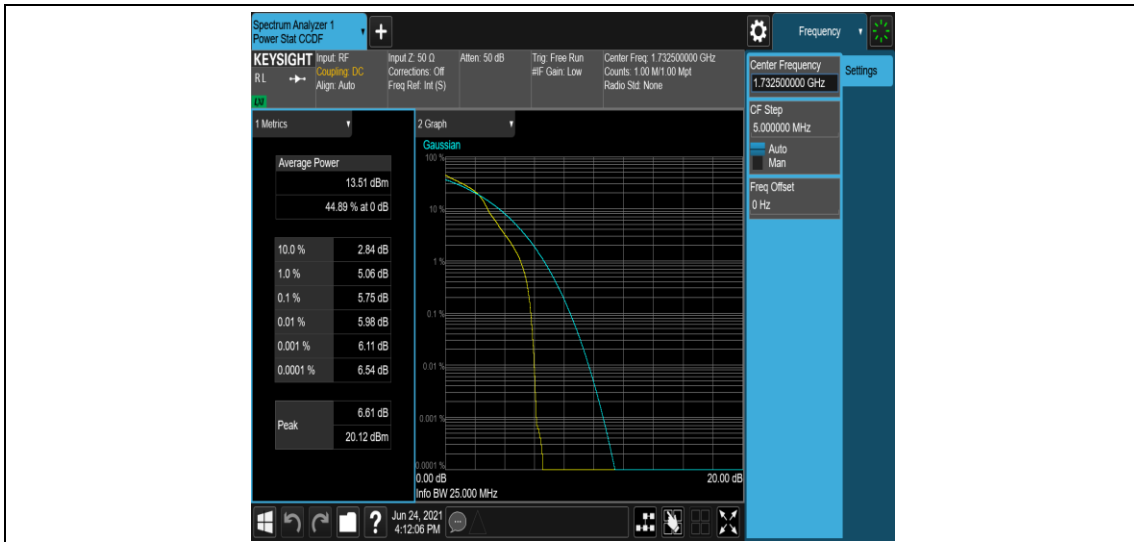 Spectrum Analyzer 1
Power Stat CCDF
Frequency
KEYSIGHT
RL
LXI
Input: RF
Coupling: DC
Align: Auto
Input Z: 50 Ω
Corrections: Off
Freq Ref: Int (S)
Atten: 50 dB
Trig: Free Run
#IF Gain: Low
Center Freq: 1.732500000 GHz
Counts: 1.00 M/1.00 Mpt
Radio Std: None
Center Frequency
1.732500000 GHz
Settings
CF Step
5.000000 MHz
Auto
Man
Freq Offset
0 Hz
1 Metrics
Average Power
13.51 dBm
44.89 % at 0 dB
10.0 % 2.84 dB
1.0 % 5.06 dB
0.1 % 5.75 dB
0.01 % 5.98 dB
0.001 % 6.11 dB
0.0001 % 6.54 dB
Peak 6.61 dB
20.12 dBm
2 Graph
Gaussian
100 %
10 %
1 %
0.1 %
0.01 %
0.001 %
0.0001 %
0.00 dB 20.00 dB
Info BW 25.000 MHz
Jun 24, 2021
4:12:06 PM